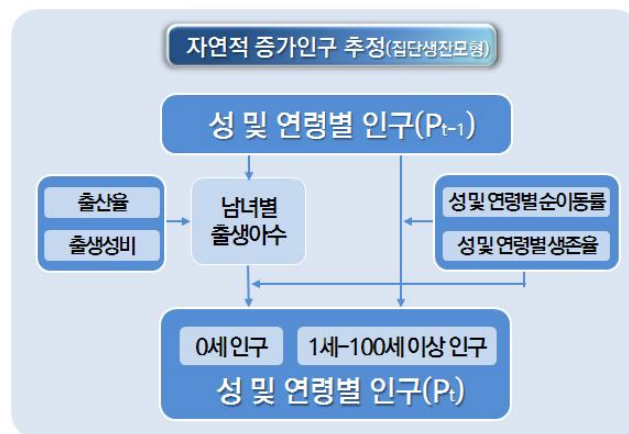 자연적 증가인구 추정(집단생잔모형)
성 및 연령별 인구(Pt-1)
출산율
출생성비
남녀별
출생아수
성 및 연령별 순이동률
성 및 연령별 생존율
0세 인구
1세-100세 이상 인구
성 및 연령별 인구(Pt)